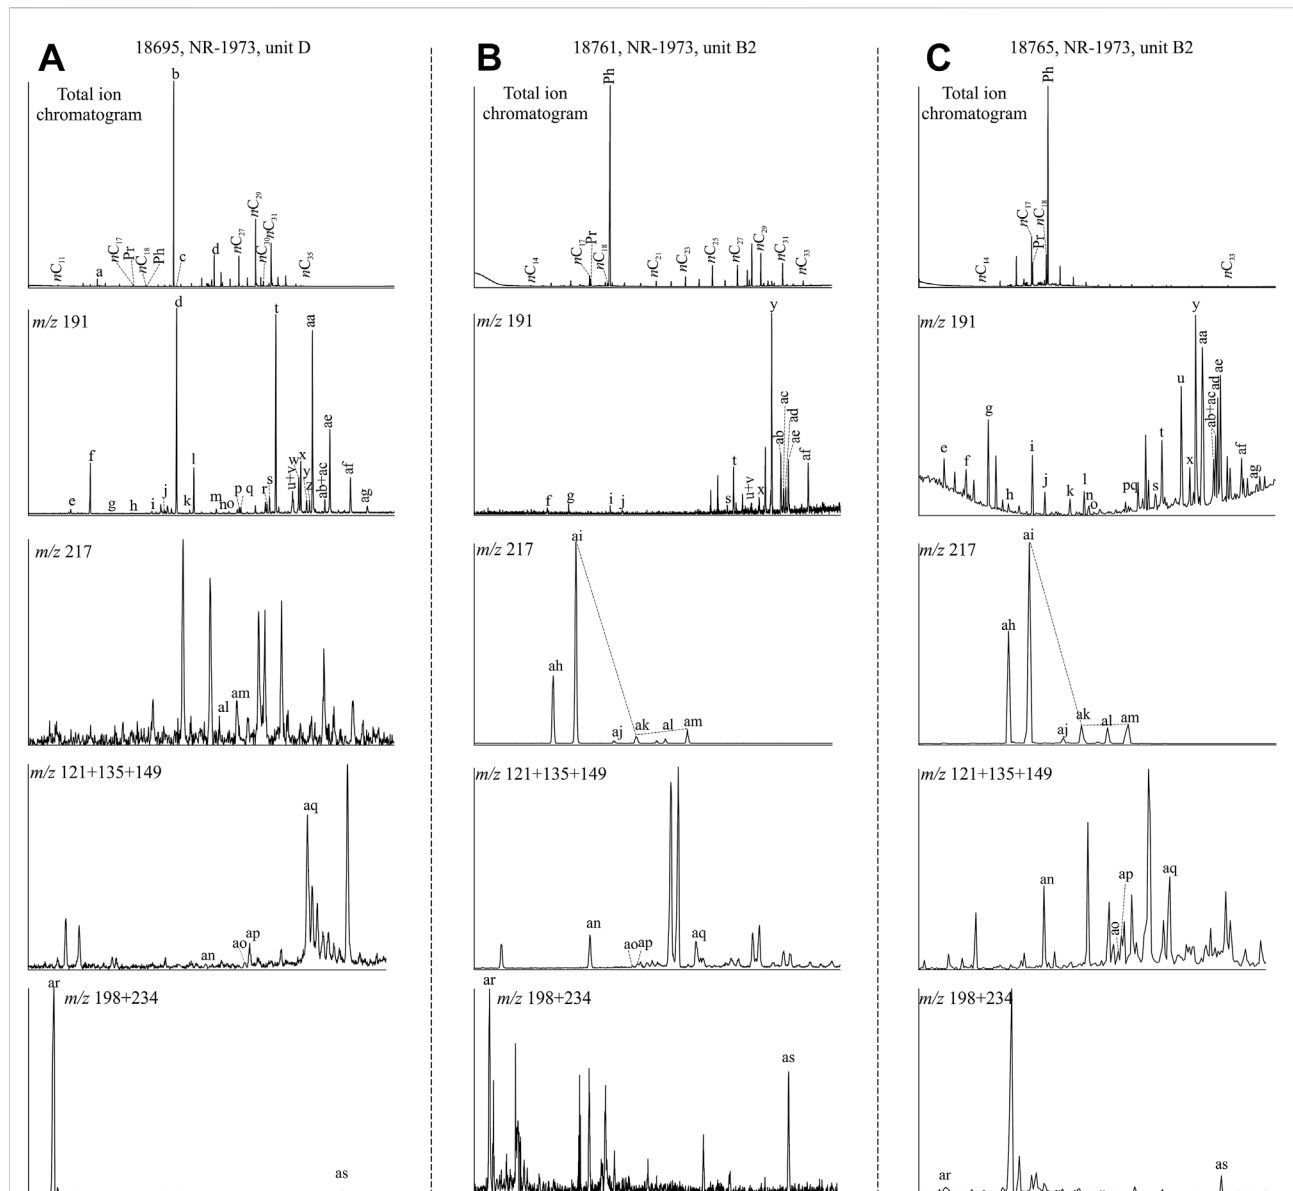 A
18695, NR-1973, unit D
b
Total ion
chromatogram
nC11
a
nC17
Pr
nC18
Ph
c
d
nC27
nC29
nC30
nC31
nC35
m/z 191
e
f
g
h
i
j
d
k
l
m
n
o
p
q
r
s
t
u+v
w
x
y
z
aa
ab+ac
ae
af
ag
m/z 217
al
am
m/z 121+135+149
an
ao
ap
aq
m/z 198+234
ar
as
B
18761, NR-1973, unit B2
Total ion
chromatogram
nC14
nC17
Pr
nC18
Ph
nC21
nC23
nC25
nC27
nC29
nC31
nC33
m/z 191
f
g
i
j
s
t
u+v
x
y
ab
ac
ad
ae
af
m/z 217
ah
ai
aj
ak
al
am
m/z 121+135+149
an
ao
ap
aq
m/z 198+234
ar
as
C
18765, NR-1973, unit B2
Total ion
chromatogram
nC14
nC17
Pr
nC18
Ph
nC33
m/z 191
e
f
g
h
i
j
k
l
n
o
pq
s
t
u
x
y
aa
ab+ac
ad
ae
af
ag
m/z 217
ah
ai
aj
ak
al
am
m/z 121+135+149
an
ao
ap
aq
m/z 198+234
ar
as